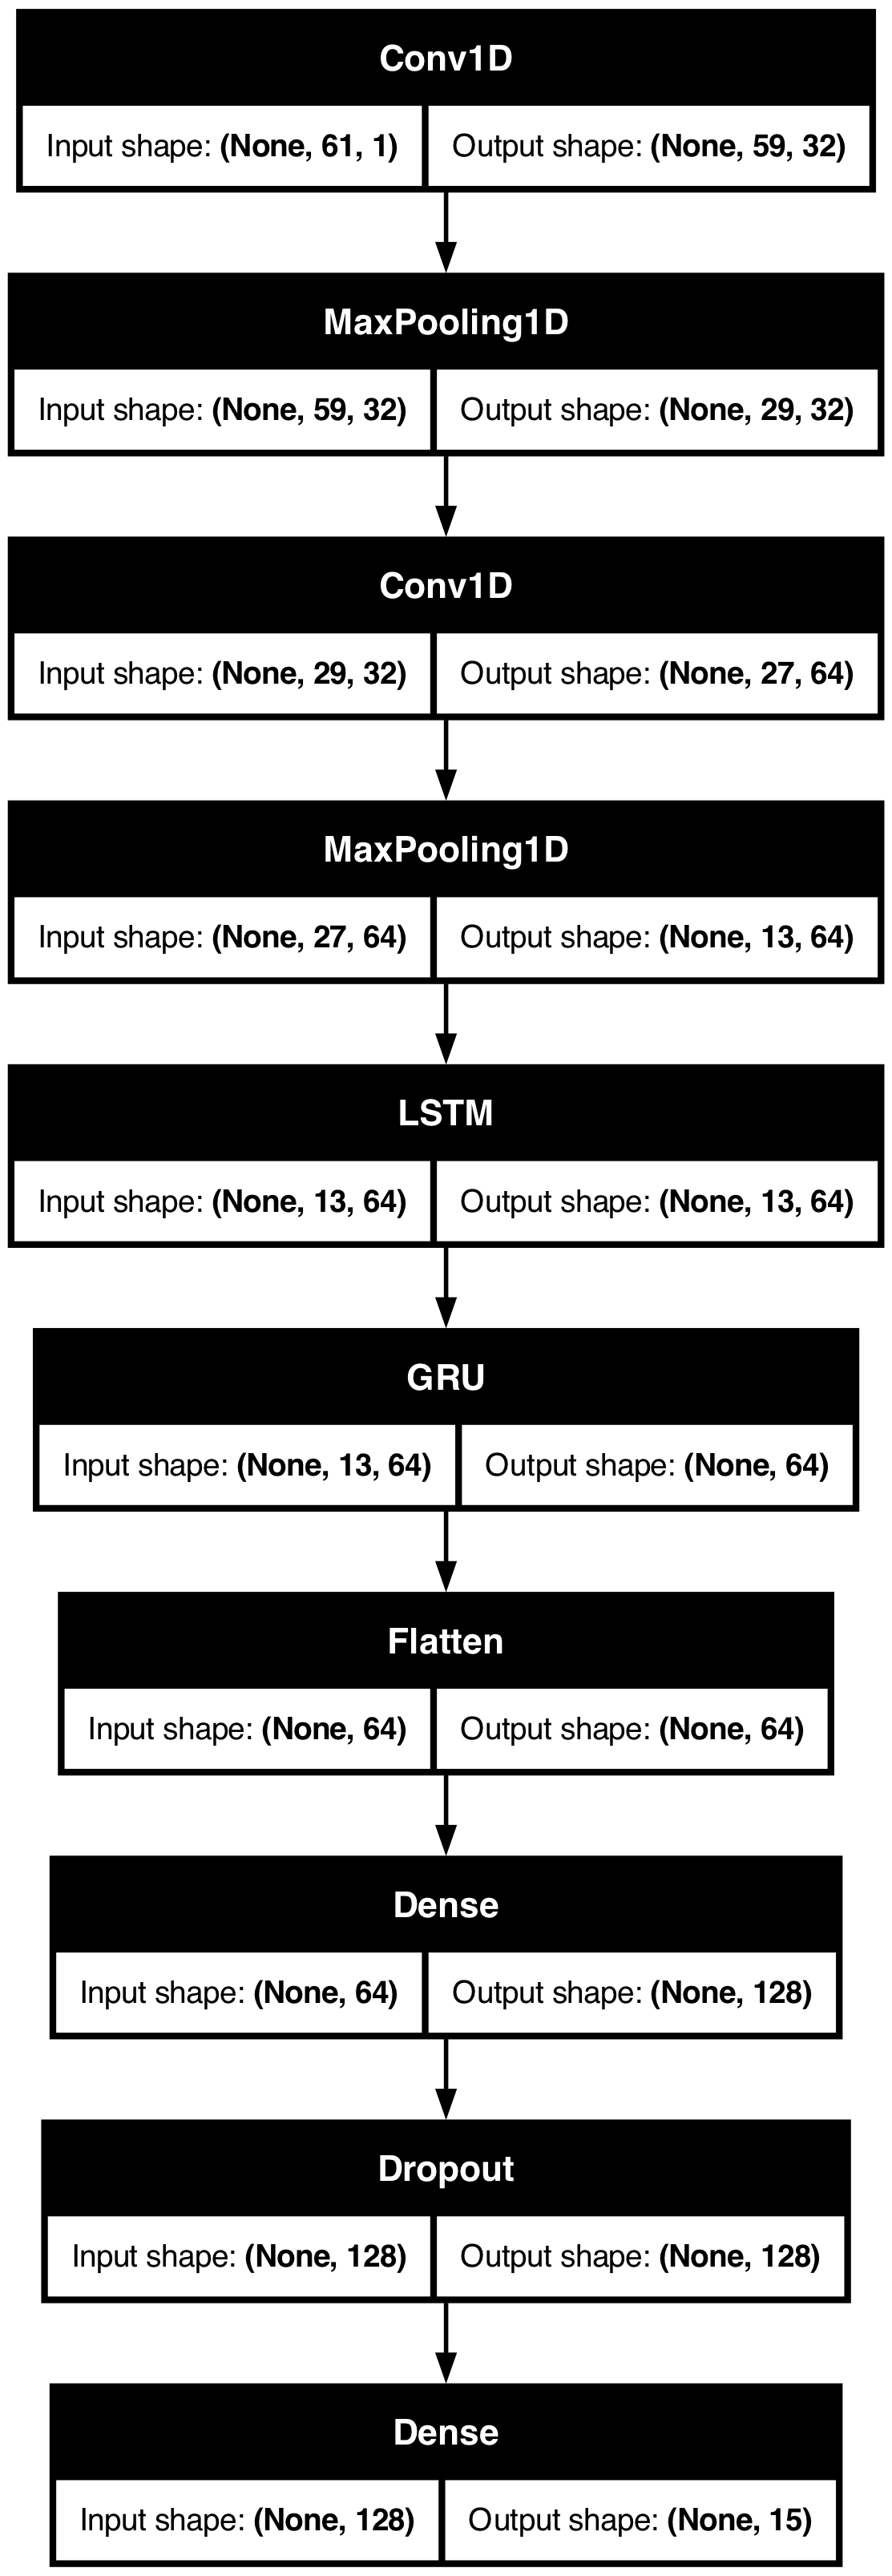 Conv1D
Input shape: (None, 61, 1) Output shape: (None, 59, 32)
MaxPooling1D
Input shape: (None, 59, 32) Output shape: (None, 29, 32)
Conv1D
Input shape: (None, 29, 32) Output shape: (None, 27, 64)
MaxPooling1D
Input shape: (None, 27, 64) Output shape: (None, 13, 64)
LSTM
Input shape: (None, 13, 64) Output shape: (None, 13, 64)
GRU
Input shape: (None, 13, 64) Output shape: (None, 64)
Flatten
Input shape: (None, 64) Output shape: (None, 64)
Dense
Input shape: (None, 64) Output shape: (None, 128)
Dropout
Input shape: (None, 128) Output shape: (None, 128)
Dense
Input shape: (None, 128) Output shape: (None, 15)